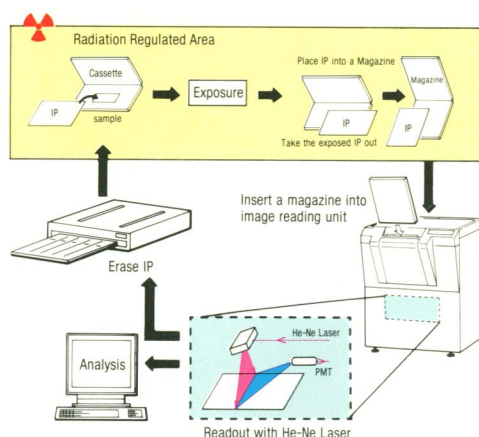 Radiation Regulated Area
Cassette
IP
sample
Exposure
Place IP into a Magazine
IP
Take the exposed IP out
Magazine
IP
Insert a magazine into
image reading unit
Erase IP
He-Ne Laser
PMT
Analysis
Readout with He-Ne Laser